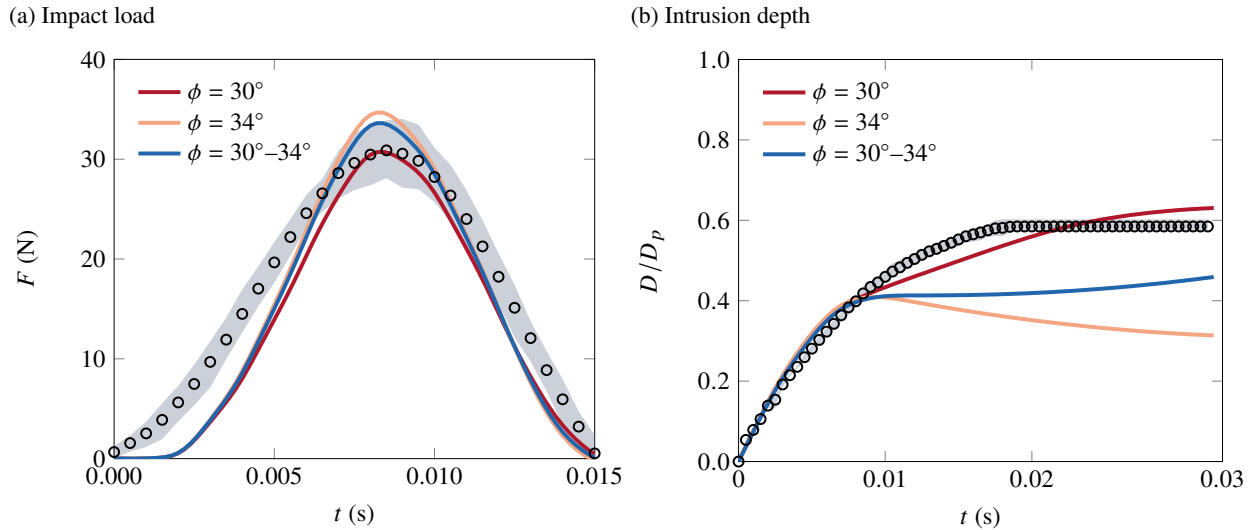 (a) Impact load
40
30
20
10
0
F (N)
ϕ = 30°
ϕ = 34°
ϕ = 30°–34°
0.000
0.005
0.010
0.015
t (s)
(b) Intrusion depth
1.0
0.8
0.6
0.4
0.2
0.0
D/Dₚ
ϕ = 30°
ϕ = 34°
ϕ = 30°–34°
0
0.01
0.02
0.03
t (s)